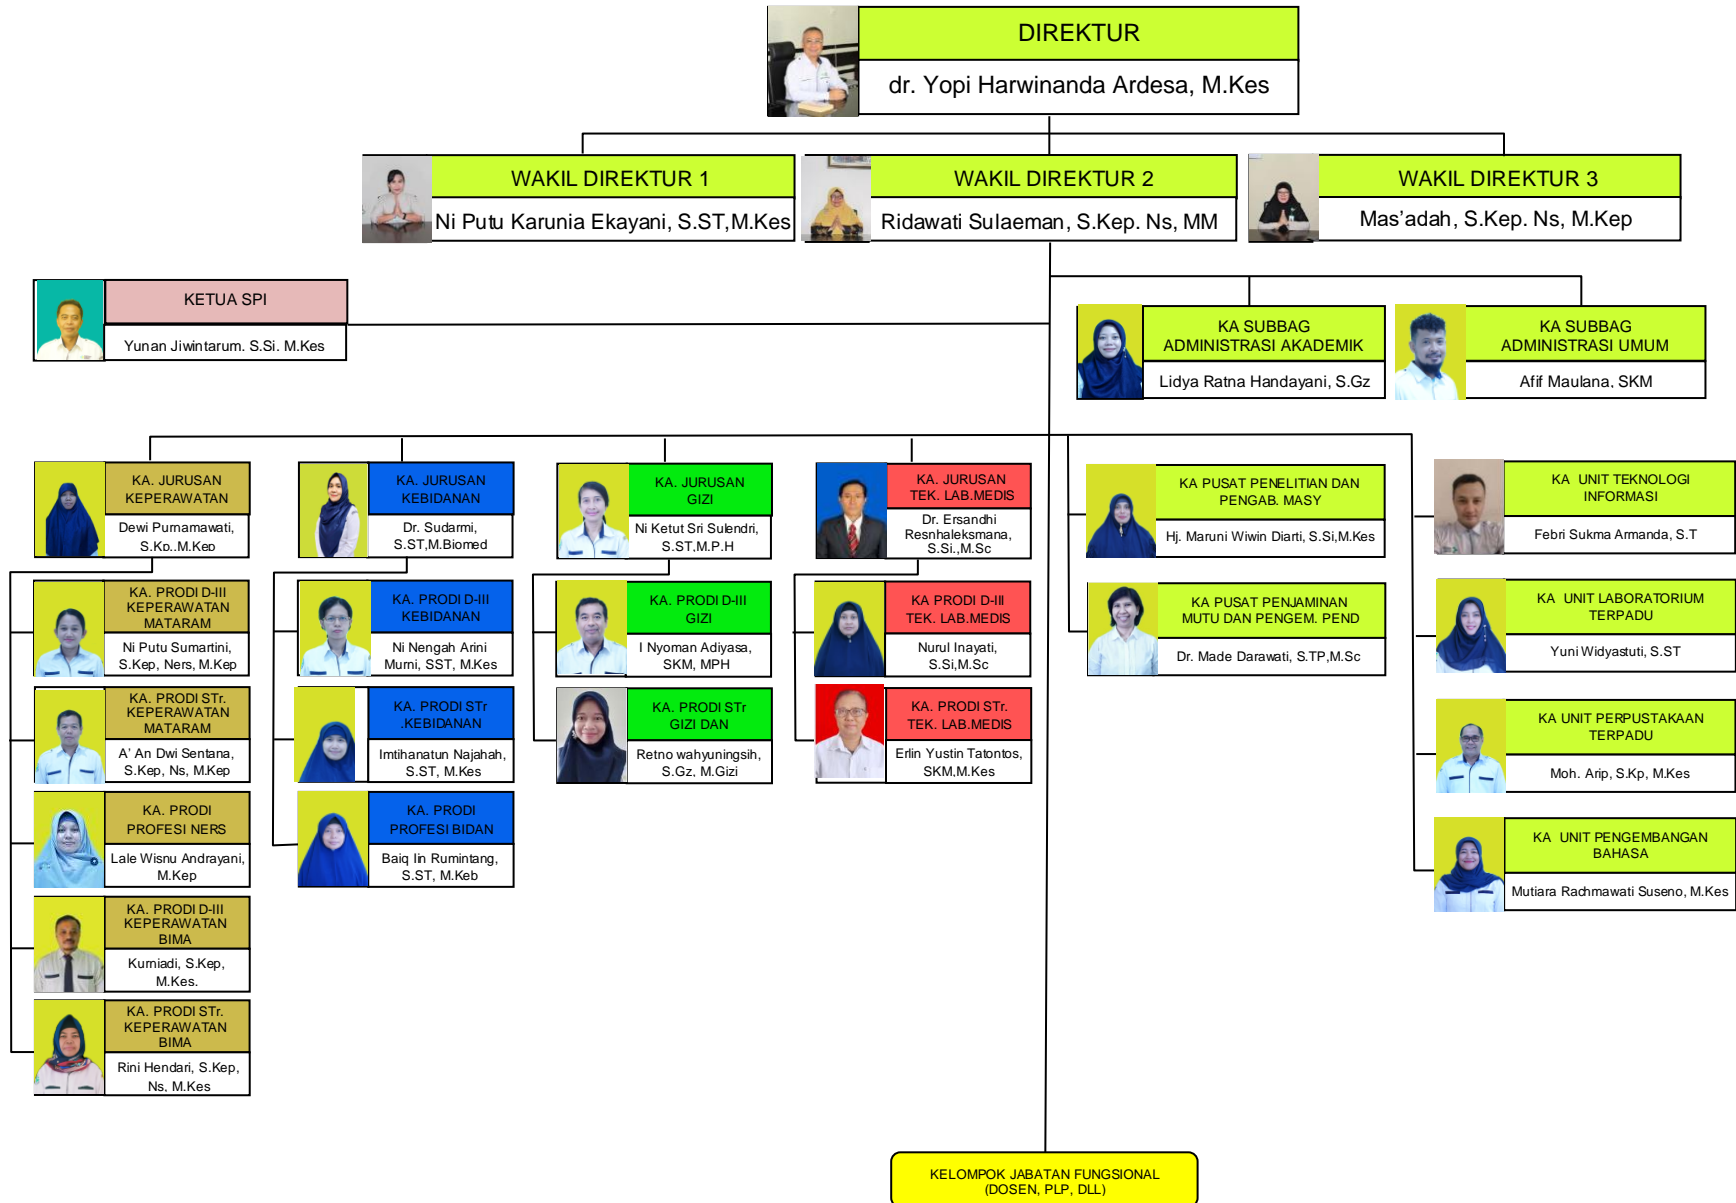 DIREKTUR
dr. Yopi Harwinanda Ardesa, M.Kes
WAKIL DIREKTUR 1
Ni Putu Karunia Ekayani, S.ST,M.Kes
WAKIL DIREKTUR 2
Ridawati Sulaeman, S.Kep. Ns, MM
WAKIL DIREKTUR 3
Mas’adah, S.Kep. Ns, M.Kep
KETUA SPI
Yunan Jiwintarum. S.Si. M.Kes
KA SUBBAG
ADMINISTRASI AKADEMIK
Lidya Ratna Handayani, S.Gz
KA SUBBAG
ADMINISTRASI UMUM
Afif Maulana, SKM
KA. JURUSAN
KEPERAWATAN
Dewi Purnamawati,
S.Kp.,M.Kep
KA. PRODI D-III
KEPERAWATAN
MATARAM
Ni Putu Sumartini,
S.Kep, Ners, M.Kep
KA. PRODI STr.
KEPERAWATAN
MATARAM
A’ An Dwi Sentana,
S.Kep, Ns, M.Kep
KA. PRODI
PROFESI NERS
Lale Wisnu Andrayani,
M.Kep
KA. PRODI D-III
KEPERAWATAN
BIMA
Kurniadi, S.Kep,
M.Kes.
KA. PRODI STr.
KEPERAWATAN
BIMA
Rini Hendari, S.Kep,
Ns, M.Kes
KA. JURUSAN
KEBIDANAN
Dr. Sudarmi,
S.ST,M.Biomed
KA. PRODI D-III
KEBIDANAN
Ni Nengah Arini
Murni, SST, M.Kes
KA. PRODI STr
.KEBIDANAN
Imtihanatun Najahah,
S.ST, M.Kes
KA. PRODI
PROFESI BIDAN
Baiq Iin Rumintang,
S.ST, M.Keb
KA. JURUSAN
GIZI
Ni Ketut Sri Sulendri,
S.ST,M.P.H
KA. PRODI D-III
GIZI
I Nyoman Adiyasa,
SKM, MPH
KA. PRODI STr
GIZI DAN
Retno wahyuningsih,
S.Gz, M.Gizi
KA. JURUSAN
TEK. LAB.MEDIS
Dr. Ersandhi
Resnhaleksmana,
S.Si.,M.Sc
KA PRODI D-III
TEK. LAB.MEDIS
Nurul Inayati,
S.Si,M.Sc
KA. PRODI STr.
TEK. LAB.MEDIS
Erlin Yustin Tatontos,
SKM,M.Kes
KA PUSAT PENELITIAN DAN
PENGAB. MASY
Hj. Maruni Wiwin Diarti, S.Si,M.Kes
KA PUSAT PENJAMINAN
MUTU DAN PENGEM. PEND
Dr. Made Darawati, S.TP,M.Sc
KA UNIT TEKNOLOGI
INFORMASI
Febri Sukma Armanda, S.T
KA UNIT LABORATORIUM
TERPADU
Yuni Widyastuti, S.ST
KA UNIT PERPUSTAKAAN
TERPADU
Moh. Arip, S.Kp, M.Kes
KA UNIT PENGEMBANGAN
BAHASA
Mutiara Rachmawati Suseno, M.Kes
KELOMPOK JABATAN FUNGSIONAL
(DOSEN, PLP, DLL)